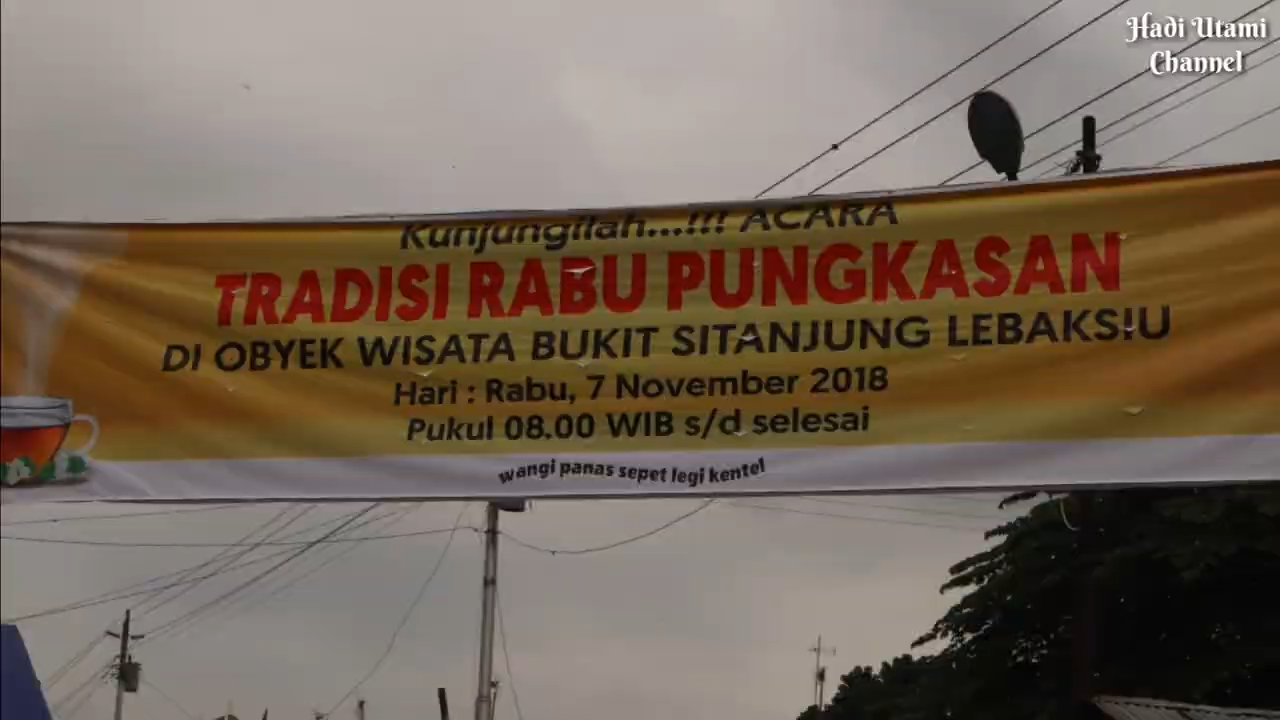 Hadi Utami
Channel
Kunjungilah...!!! ACARA
TRADISI RABU PUNGKASAN
DI OBYEK WISATA BUKIT SITANJUNG LEBAKSIU
Hari : Rabu, 7 November 2018
Pukul 08.00 WIB s/d selesai
wangi panas sepet legi kentel